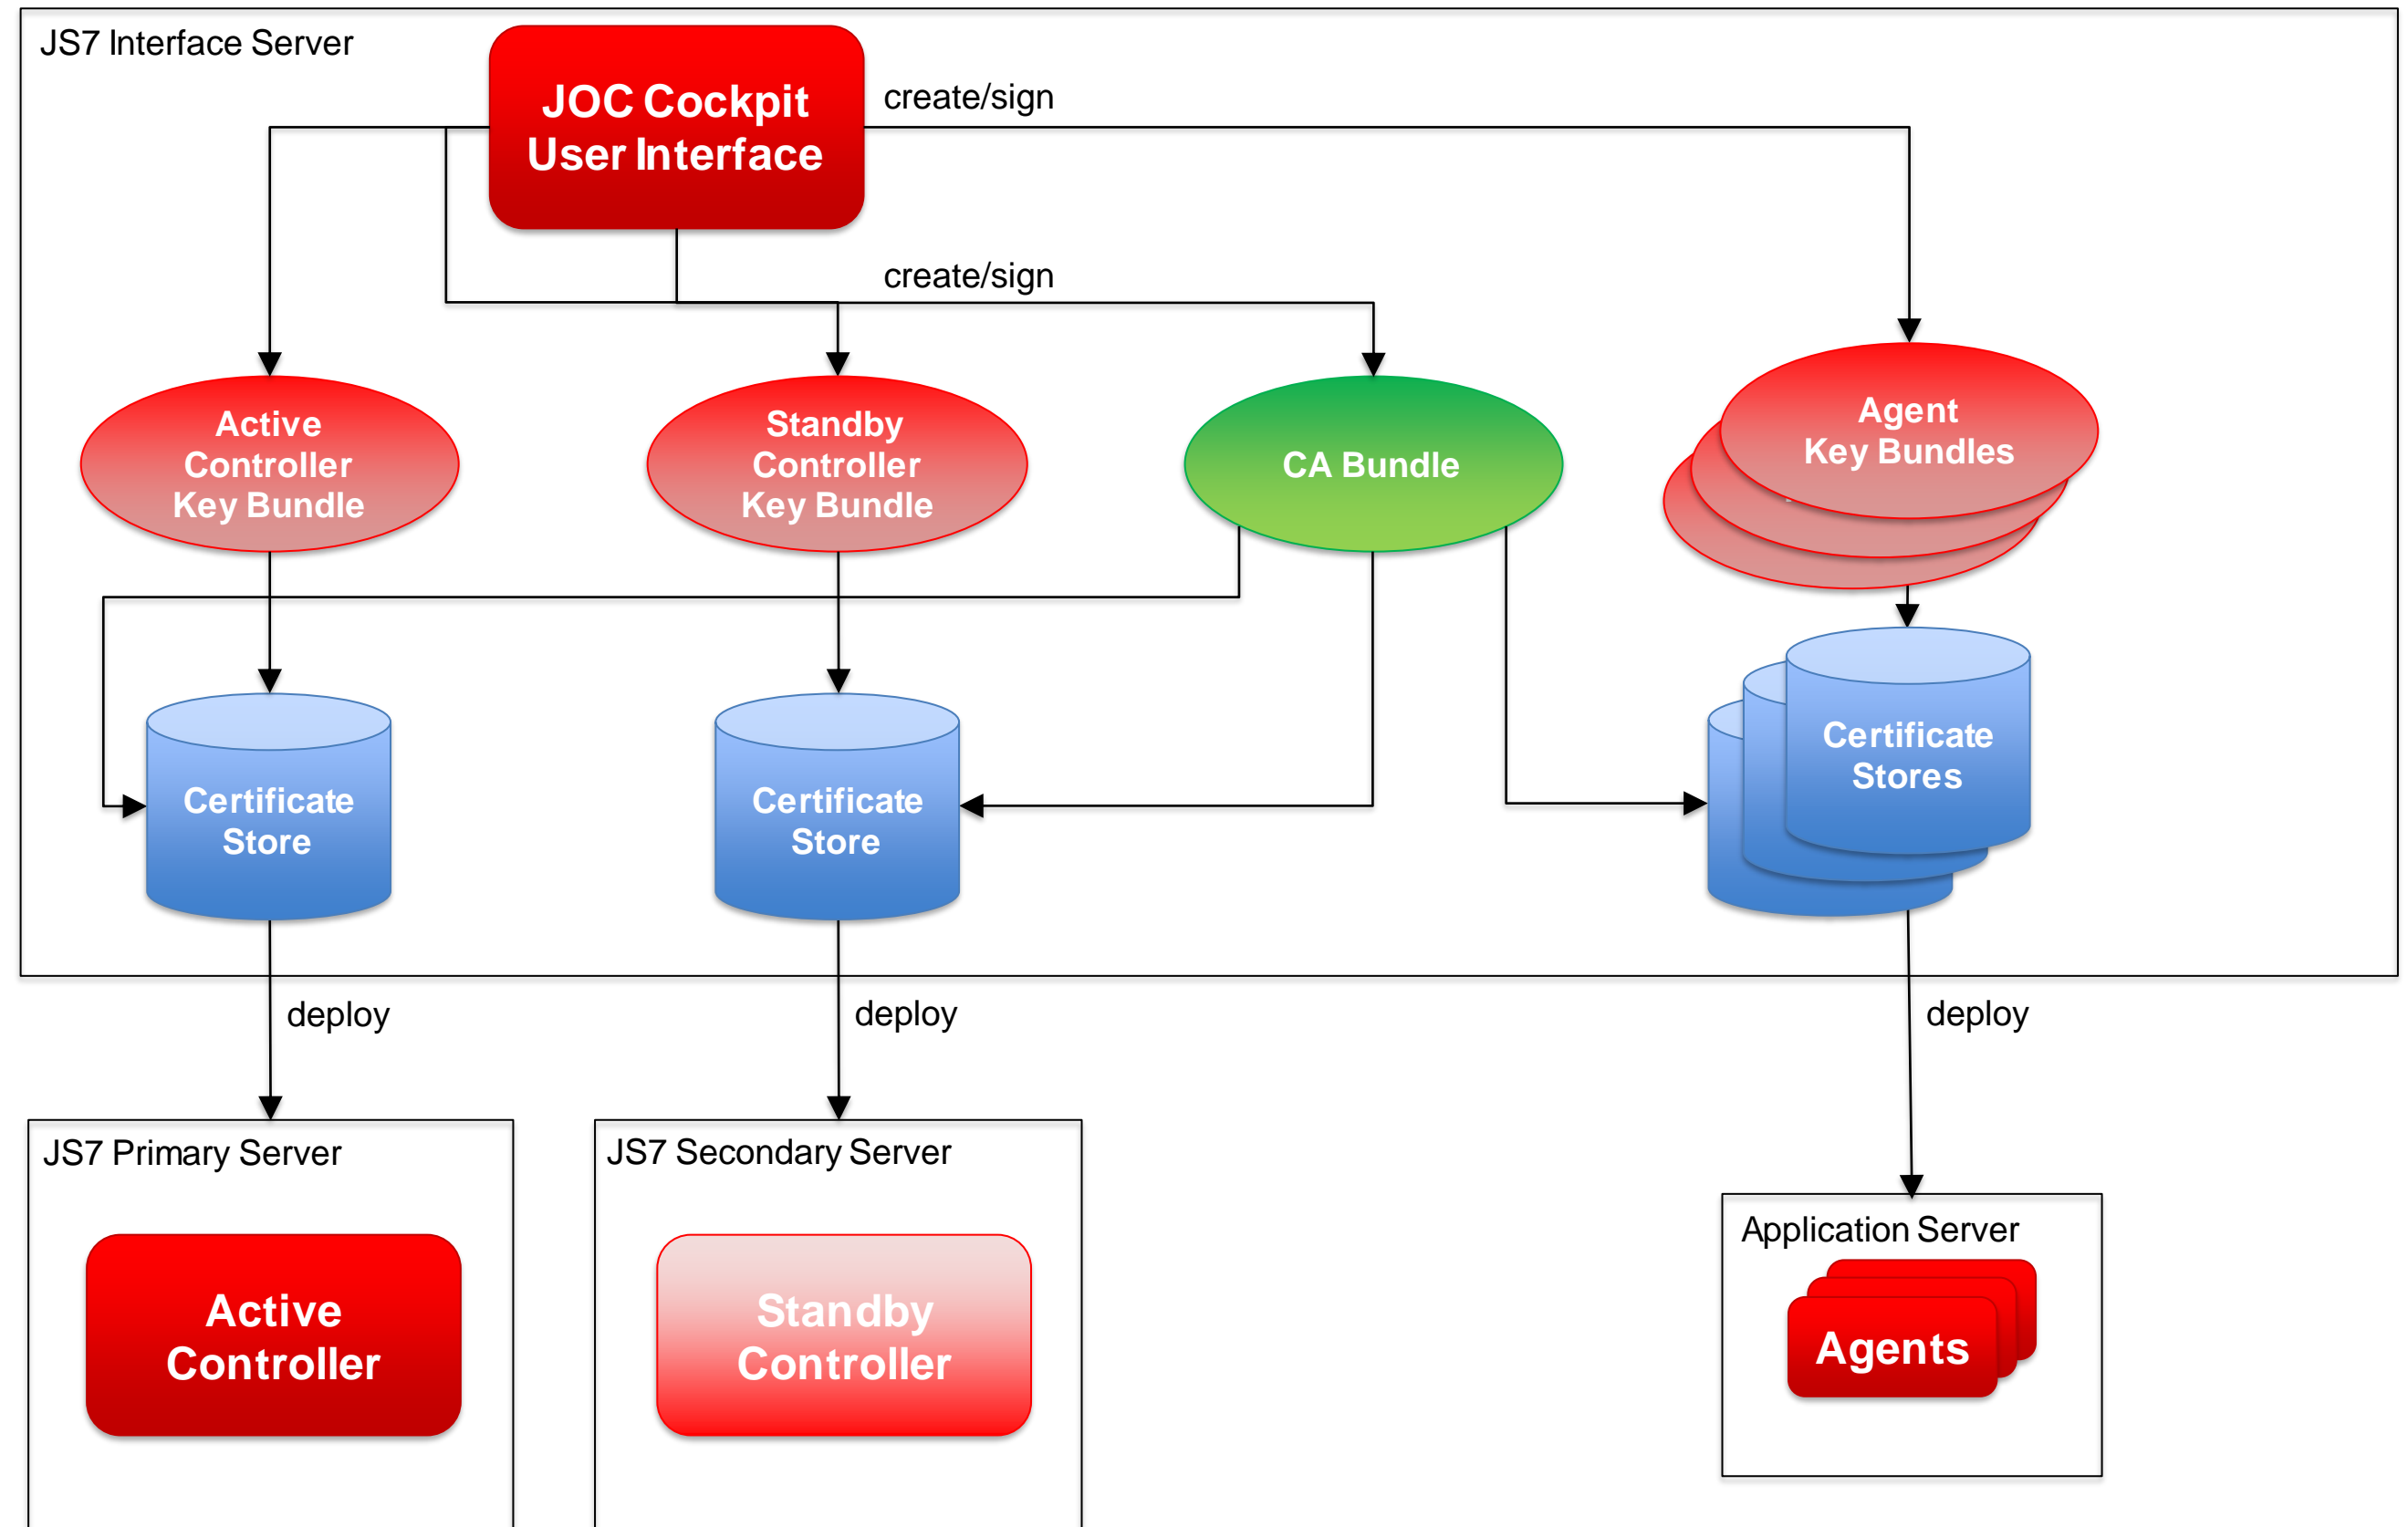 JS7 Interface Server
JOC Cockpit
User Interface
create/sign
create/sign
Active
Controller
Key Bundle
Standby
Controller
Key Bundle
CA Bundle
Agent
Key Bundles
Certificate
Store
Certificate
Store
Certificate
Stores
deploy
deploy
deploy
JS7 Primary Server
JS7 Secondary Server
Application Server
Active
Controller
Standby
Controller
Agents